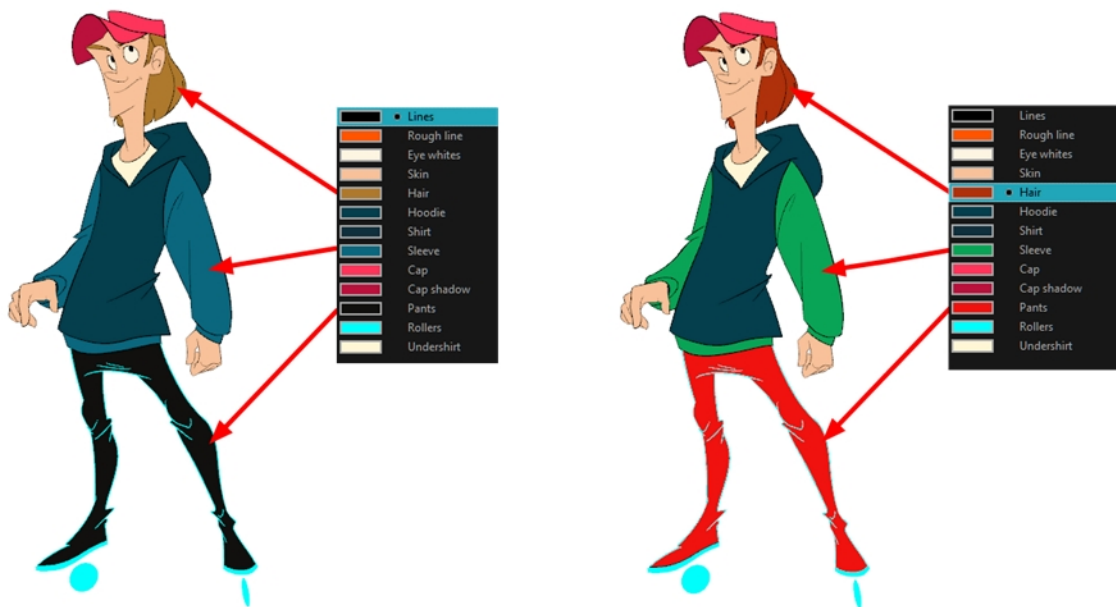 Lines
Rough line
Eye whites
Skin
Hair
Hoodie
Shirt
Sleeve
Cap
Cap shadow
Pants
Rollers
Undershirt
Lines
Rough line
Eye whites
Skin
Hair
Hoodie
Shirt
Sleeve
Cap
Cap shadow
Pants
Rollers
Undershirt